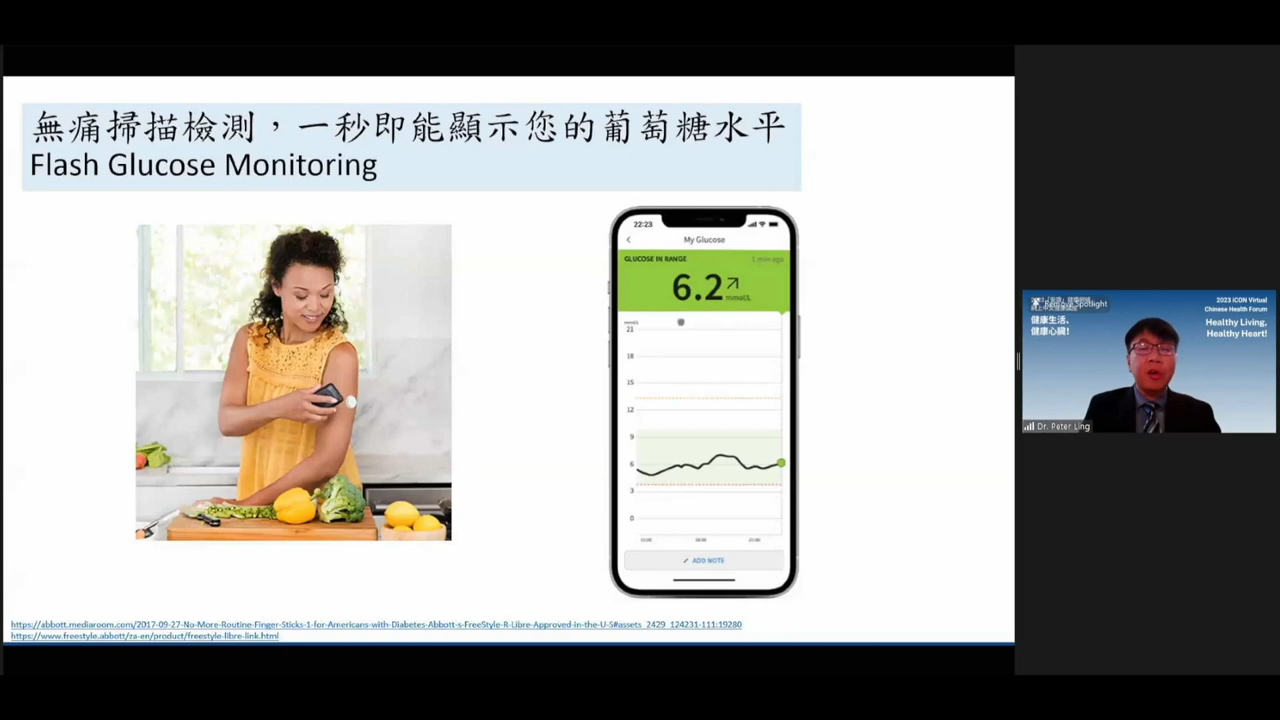 無痛掃描檢測，一秒即能顯示您的葡萄糖水平
Flash Glucose Monitoring
22:23
My Glucose
GLUCOSE IN RANGE
1 min ago
6.2
mmol/L
21
18
15
12
9
6
3
0
ADD NOTE
https://abbott.mediaroom.com/2017-09-27-No-More-Routine-Finger-Sticks-1-for-Americans-with-Diabetes-Abbott-s-FreeStyle-R-Libre-Approved-in-the-U-S#assets_2429_124231-111:19280
https://www.freestyle.abbott/za-en/product/freestyle-libre-link.html
健康生活、
健康心臟!
2023 iCON Virtual
Chinese Health Forum
Healthy Living,
Healthy Heart!
Dr. Peter Ling